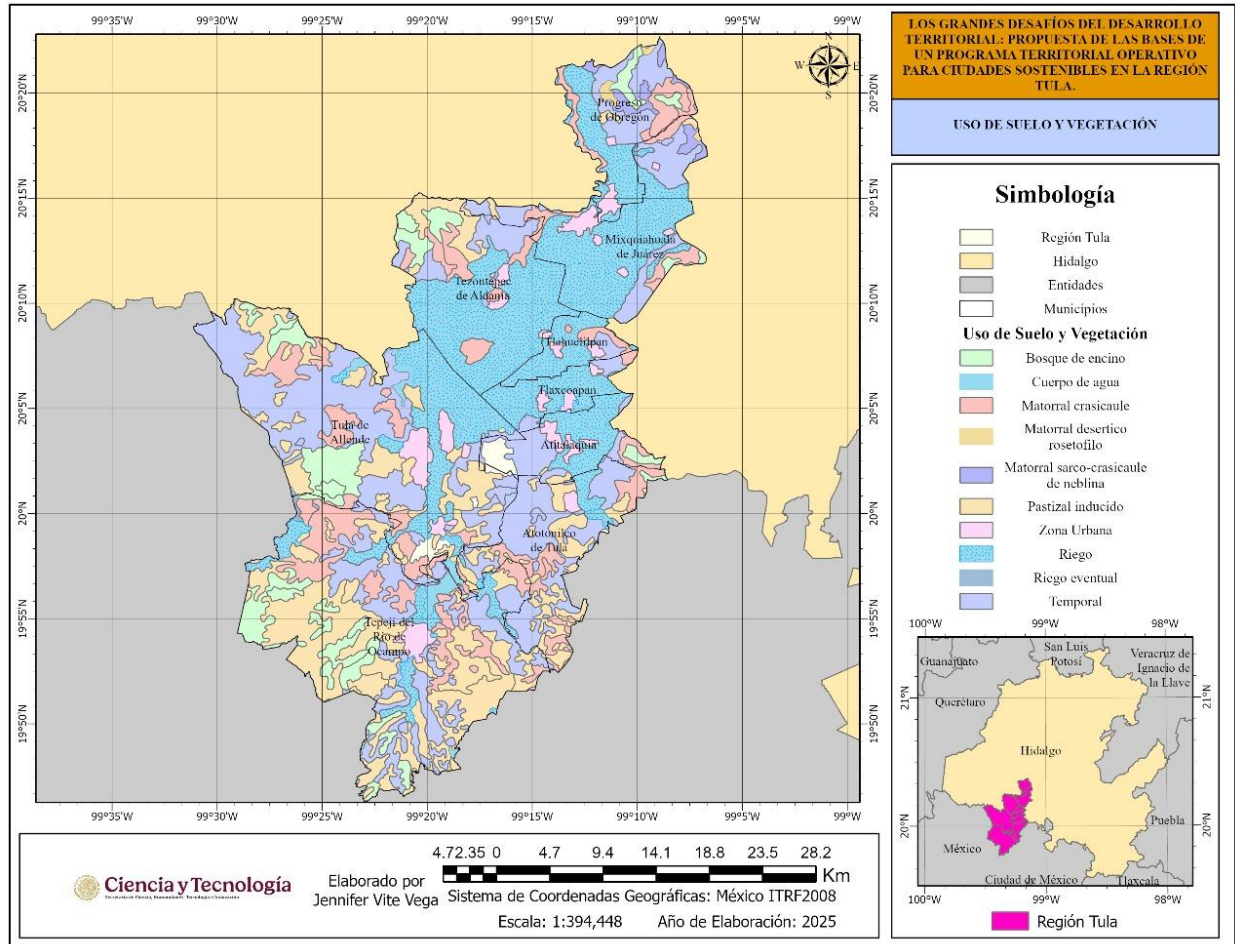 99°35'W
99°30'W
99°25'W
99°20'W
99°15'W
99°10'W
99°5'W
99°W
20°20'N
20°15'N
20°10'N
20°5'N
20°N
19°55'N
19°50'N
N
W
E
S
Progreso
de Obregón
Mixquiahuala
de Juárez
Tezontepec
de Aldama
Tlahuelilpan
Tlaxcoapan
Tula de
Allende
Atitalaquia
Atotonilco
de Tula
Tepeji del
Río de
Ocampo
20°20'N
20°15'N
20°10'N
20°5'N
20°N
19°55'N
19°50'N
99°35'W
99°30'W
99°25'W
99°20'W
99°15'W
99°10'W
99°5'W
99°W
LOS GRANDES DESAFÍOS DEL DESARROLLO
TERRITORIAL: PROPUESTA DE LAS BASES DE
UN PROGRAMA TERRITORIAL OPERATIVO
PARA CIUDADES SOSTENIBLES EN LA REGIÓN
TULA.
USO DE SUELO Y VEGETACIÓN
Simbología
Región Tula
Hidalgo
Entidades
Municipios
Uso de Suelo y Vegetación
Bosque de encino
Cuerpo de agua
Matorral crasicaule
Matorral desertico
rosetofilo
Matorral sarco-crasicaule
de neblina
Pastizal inducido
Zona Urbana
Riego
Riego eventual
Temporal
100°W
99°W
98°W
San Luis
Potosí
Veracruz de
Ignacio de
la Llave
Guanajuato
Querétaro
21°N
21°N
Hidalgo
20°N
20°N
Puebla
México
Ciudad de México
Tlaxcala
100°W
99°W
98°W
Región Tula
Ciencia y Tecnología
Secretaría de Ciencia, Humanidades, Tecnología e Innovación
Elaborado por
Jennifer Vite Vega
4.72.35 0 4.7 9.4 14.1 18.8 23.5 28.2
Km
Sistema de Coordenadas Geográficas: México ITRF2008
Escala: 1:394,448
Año de Elaboración: 2025